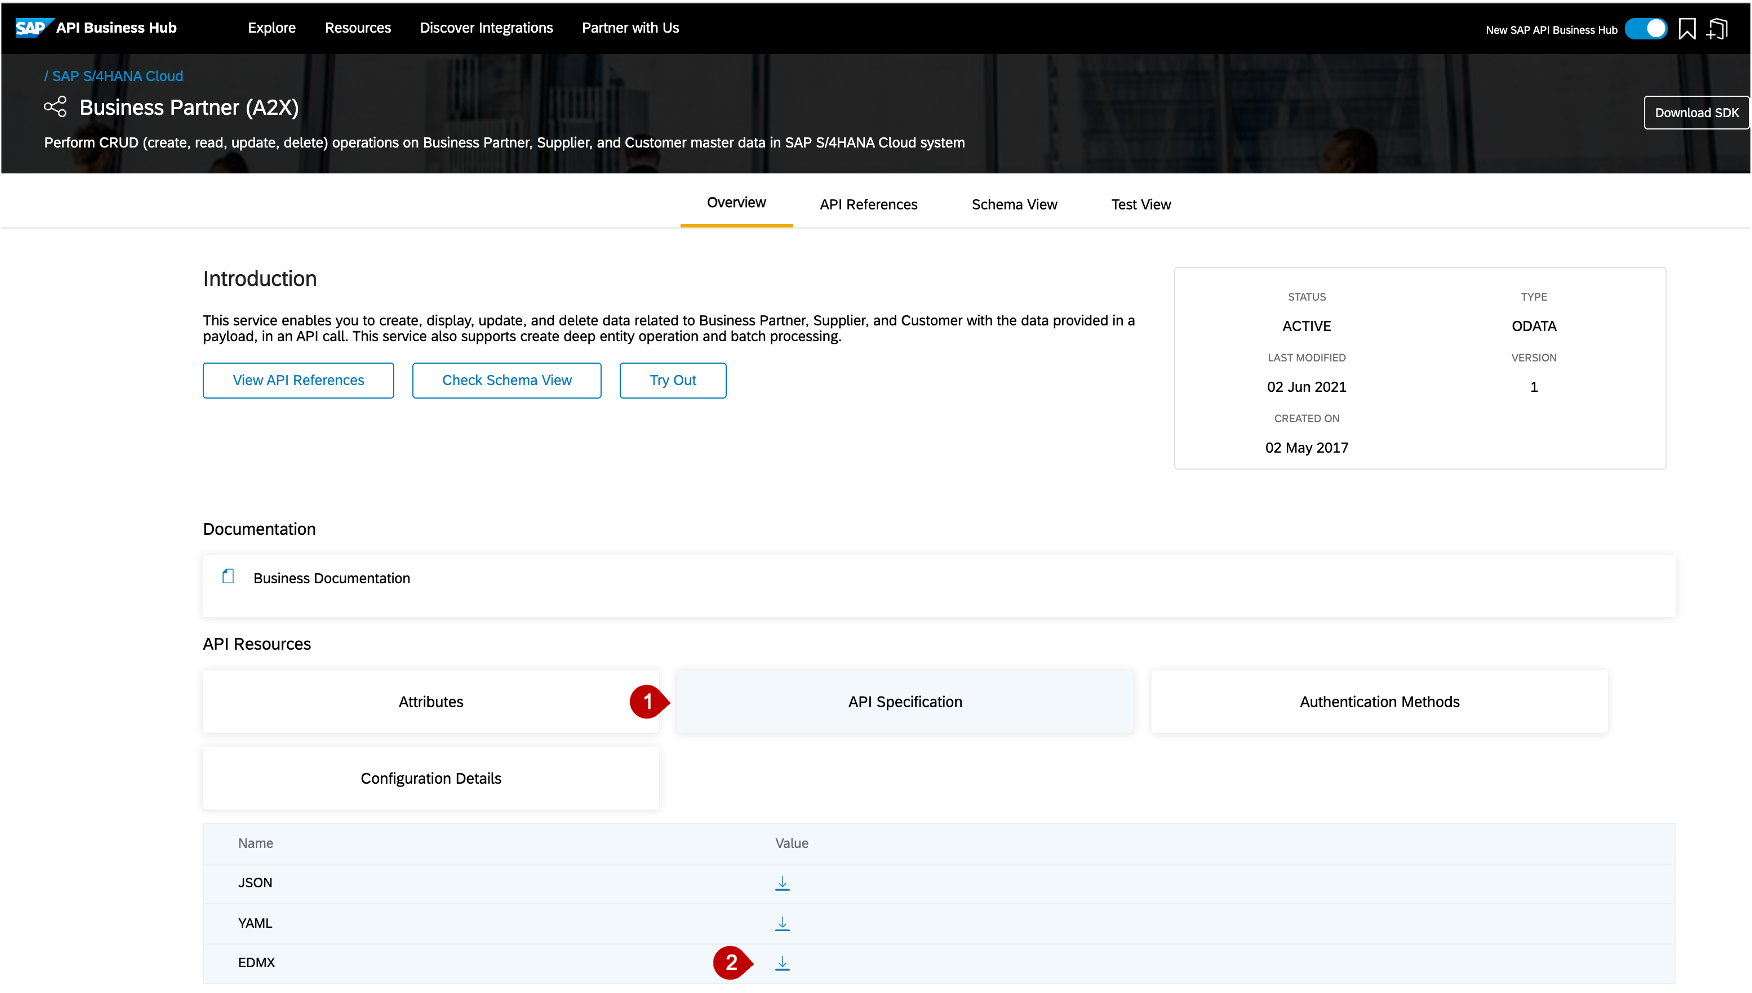 SAP API Business Hub
Explore
Resources
Discover Integrations
Partner with Us
New SAP API Business Hub
/ SAP S/4HANA Cloud
Business Partner (A2X)
Download SDK
Perform CRUD (create, read, update, delete) operations on Business Partner, Supplier, and Customer master data in SAP S/4HANA Cloud system
Overview
API References
Schema View
Test View
Introduction
This service enables you to create, display, update, and delete data related to Business Partner, Supplier, and Customer with the data provided in a
payload, in an API call. This service also supports create deep entity operation and batch processing.
View API References
Check Schema View
Try Out
STATUS
TYPE
ACTIVE
ODATA
LAST MODIFIED
VERSION
02 Jun 2021
1
CREATED ON
02 May 2017
Documentation
Business Documentation
API Resources
Attributes
1
API Specification
Authentication Methods
Configuration Details
Name
Value
JSON
YAML
EDMX
2